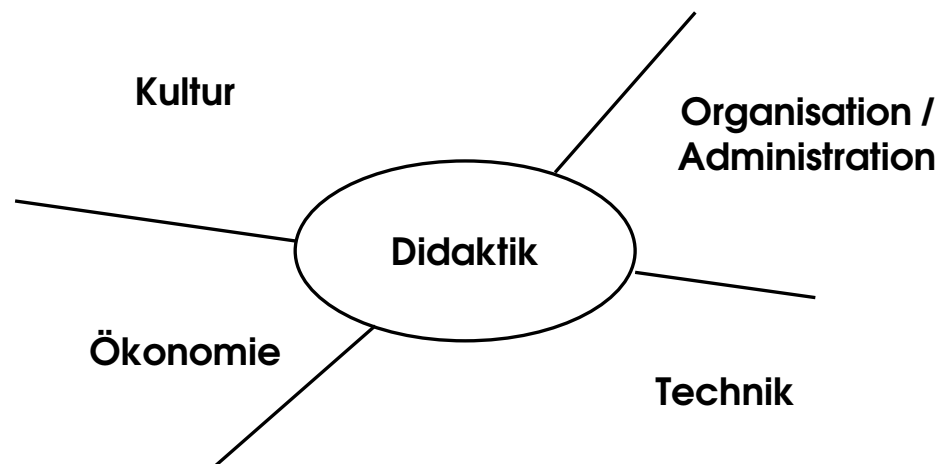 Kultur
Organisation /
Administration
Didaktik
Ökonomie
Technik